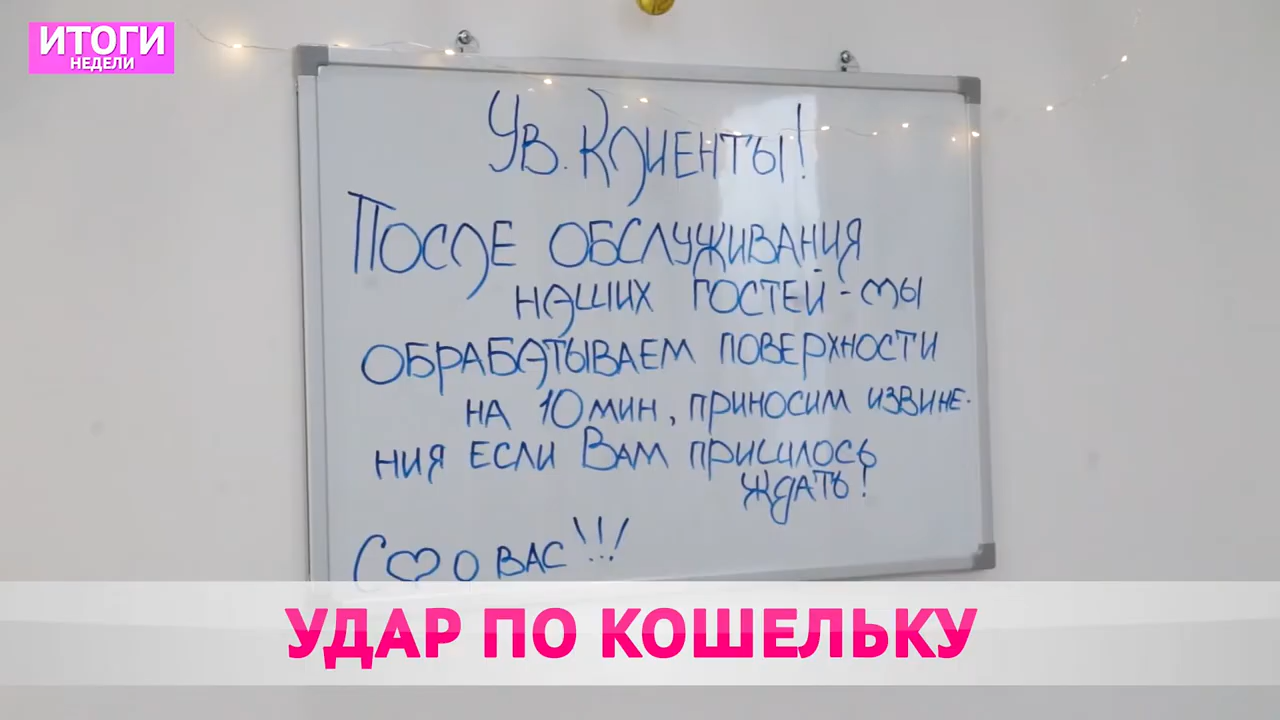 ИТОГИ
НЕДЕЛИ
Ув. Клиенты!
После обслуживания
наших гостей - мы
обрабатываем поверхности
на 10 мин, приносим извине-
ния если Вам пришлось
ждать!
С ♡ о вас!!!
УДАР ПО КОШЕЛЬКУ